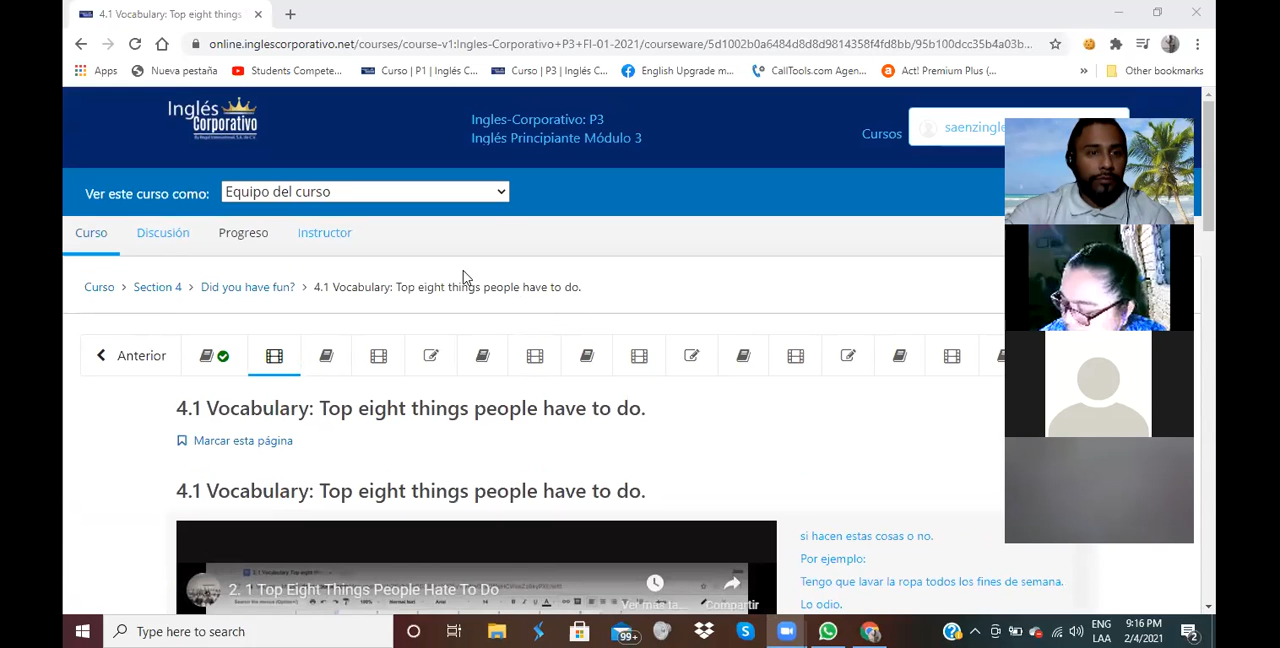 4.1 Vocabulary: Top eight things
online.inglescorporativo.net/courses/course-v1:Ingles-Corporativo+P3+FI-01-2021/courseware/5d1002b0a6484d8d8d9814358f4fd8bb/95b100dcc35b4a03b...
Apps Nueva pestaña Students Compete... Curso | P1 | Inglés C... Curso | P3 | Inglés C... English Upgrade m... CallTools.com Agen... Act! Premium Plus (... » Other bookmarks
Inglés
Corporativo
Ingles-Corporativo: P3
Inglés Principiante Módulo 3
Cursos
saenzingle
Ver este curso como: Equipo del curso
Curso Discusión Progreso Instructor
Curso > Section 4 > Did you have fun? > 4.1 Vocabulary: Top eight things people have to do.
Anterior
4.1 Vocabulary: Top eight things people have to do.
Marcar esta página
4.1 Vocabulary: Top eight things people have to do.
2. 1 Top Eight Things People Hate To Do
Ver más ta...
Compartir
si hacen estas cosas o no.
Por ejemplo:
Tengo que lavar la ropa todos los fines de semana.
Lo odio.
Type here to search
99+
ENG
LAA
9:16 PM
2/4/2021
2